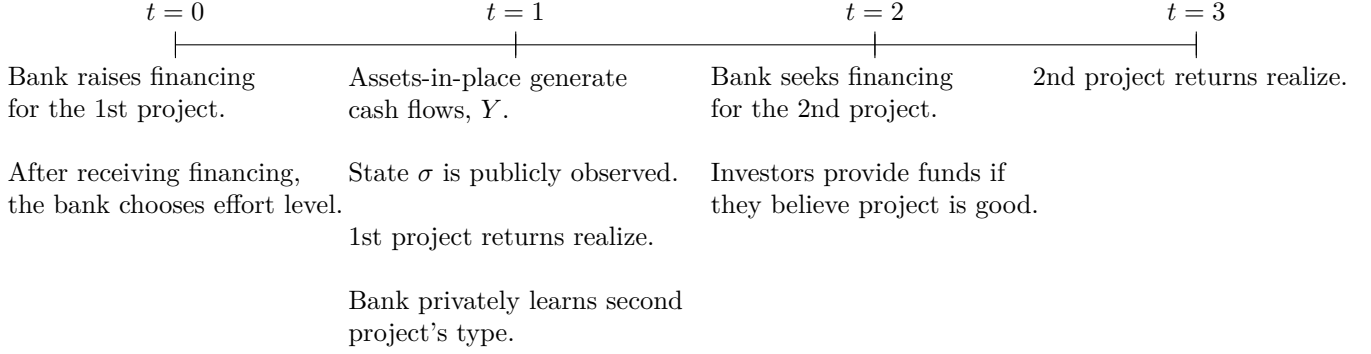 t = 0
t = 1
t = 2
t = 3
Bank raises financing
for the 1st project.
After receiving financing,
the bank chooses effort level.
Assets-in-place generate
cash flows, Y.
State σ is publicly observed.
1st project returns realize.
Bank privately learns second
project's type.
Bank seeks financing
for the 2nd project.
Investors provide funds if
they believe project is good.
2nd project returns realize.